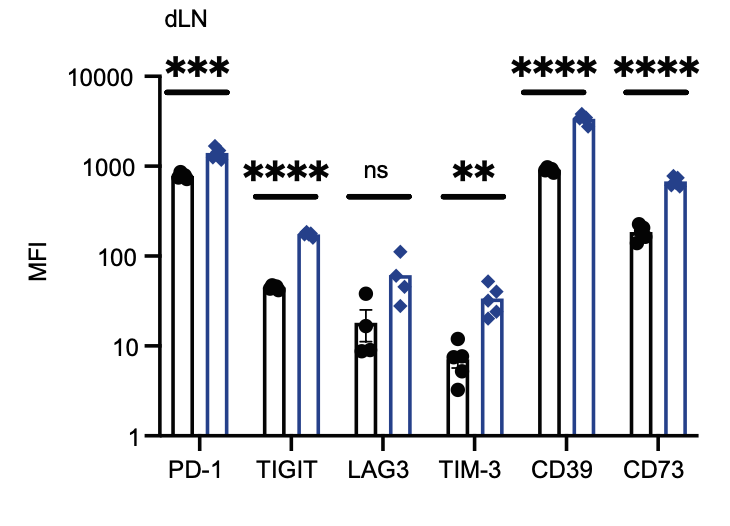 dLN
*** **** ns ** **** ****
10000
1000
100
10
1
MFI
PD-1 TIGIT LAG3 TIM-3 CD39 CD73